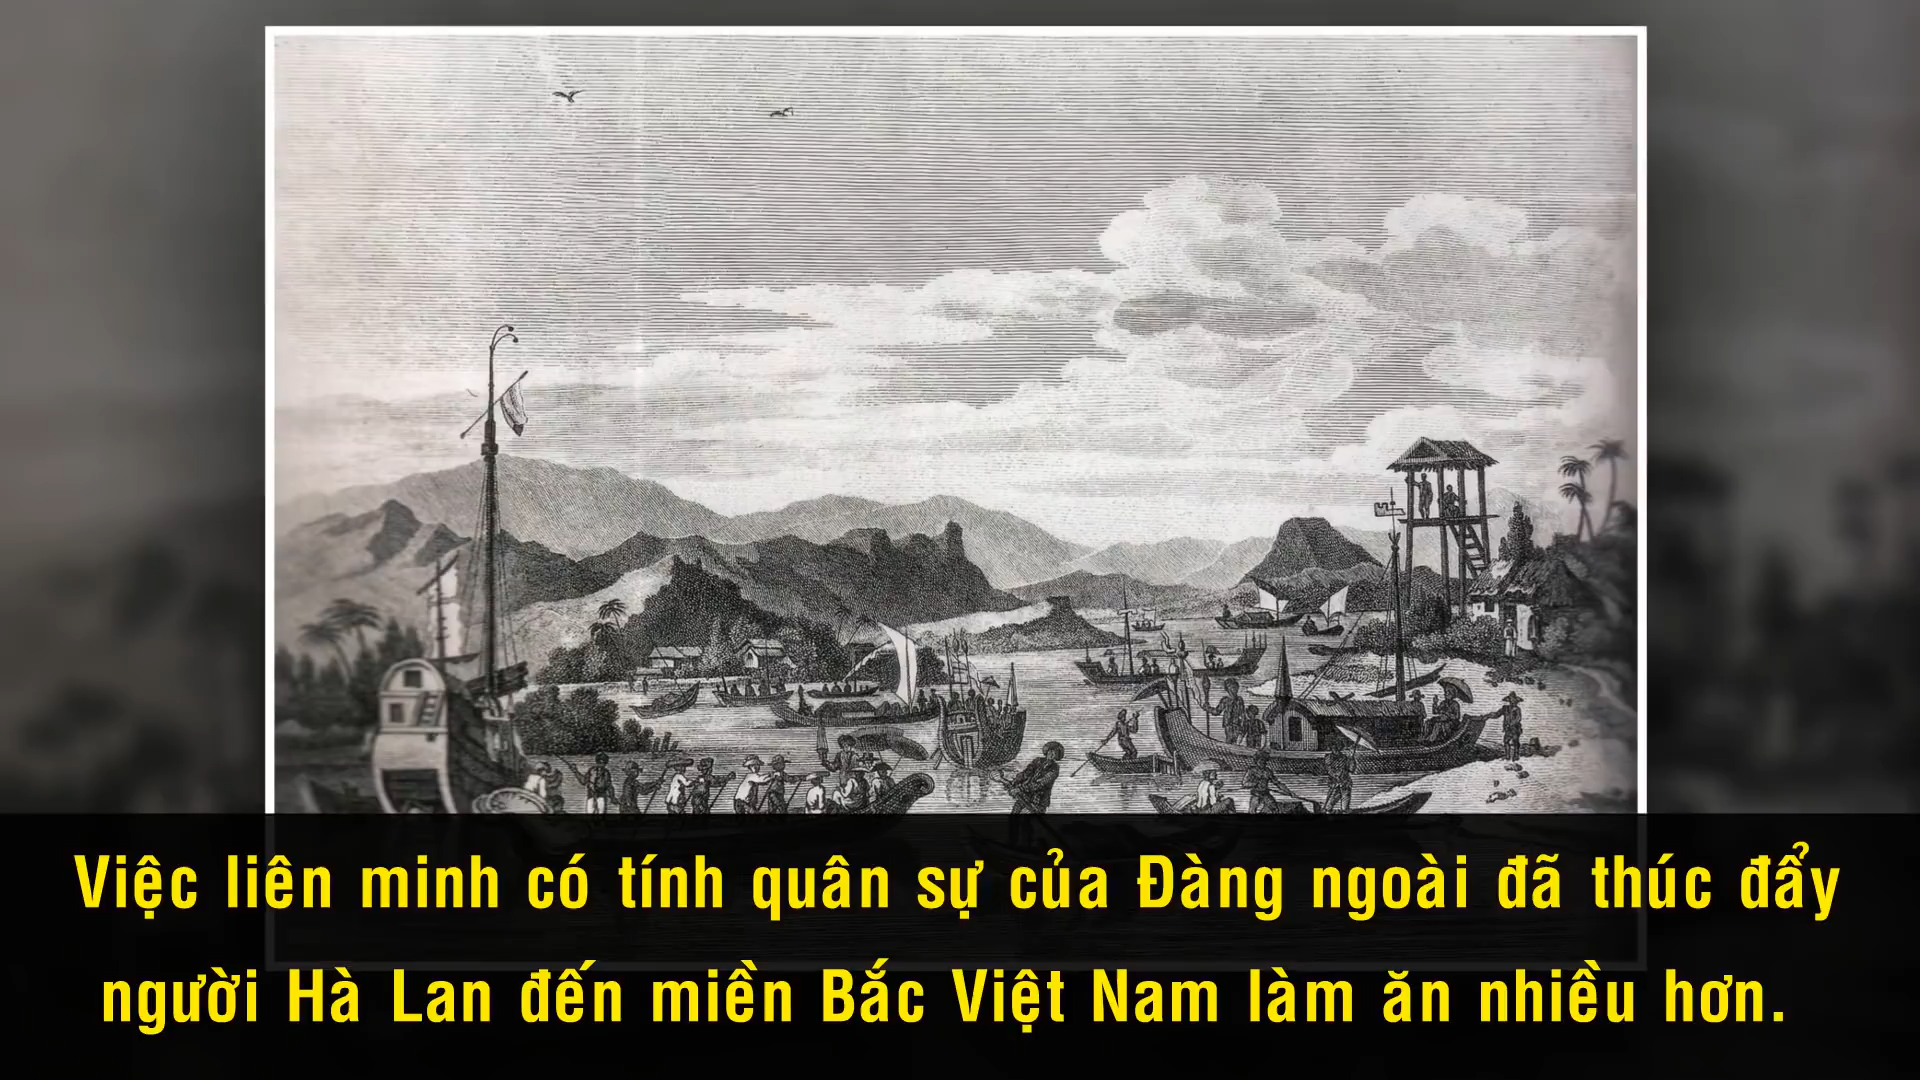 Việc liên minh có tính quân sự của Đàng ngoài đã thúc đẩy
người Hà Lan đến miền Bắc Việt Nam làm ăn nhiều hơn.